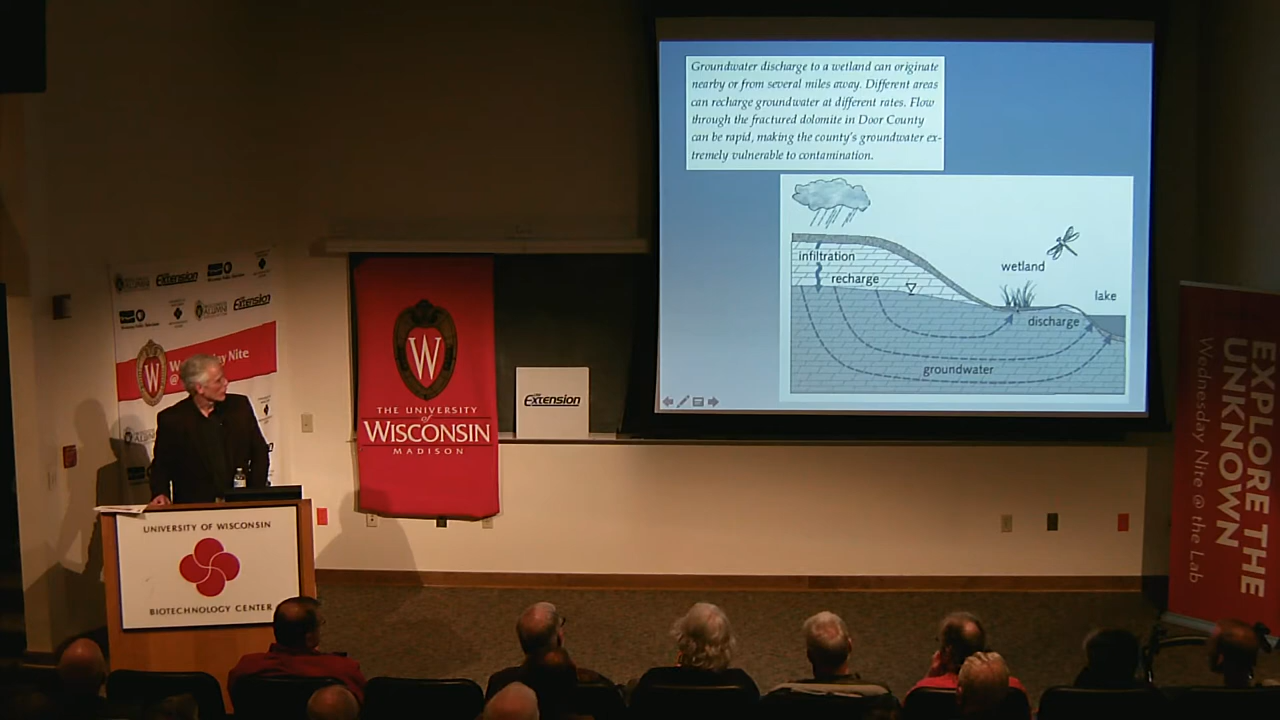 Groundwater discharge to a wetland can originate
nearby or from several miles away. Different areas
can recharge groundwater at different rates. Flow
through the fractured dolomite in Door County
can be rapid, making the county's groundwater ex-
tremely vulnerable to contamination.
infiltration
recharge
wetland
lake
discharge
groundwater
Extension
Extension
W
THE UNIVERSITY
of
WISCONSIN
MADISON
Extension
UNIVERSITY OF WISCONSIN
BIOTECHNOLOGY CENTER
EXPLORE THE
UNKNOWN
Wednesday Nite @ the Lab